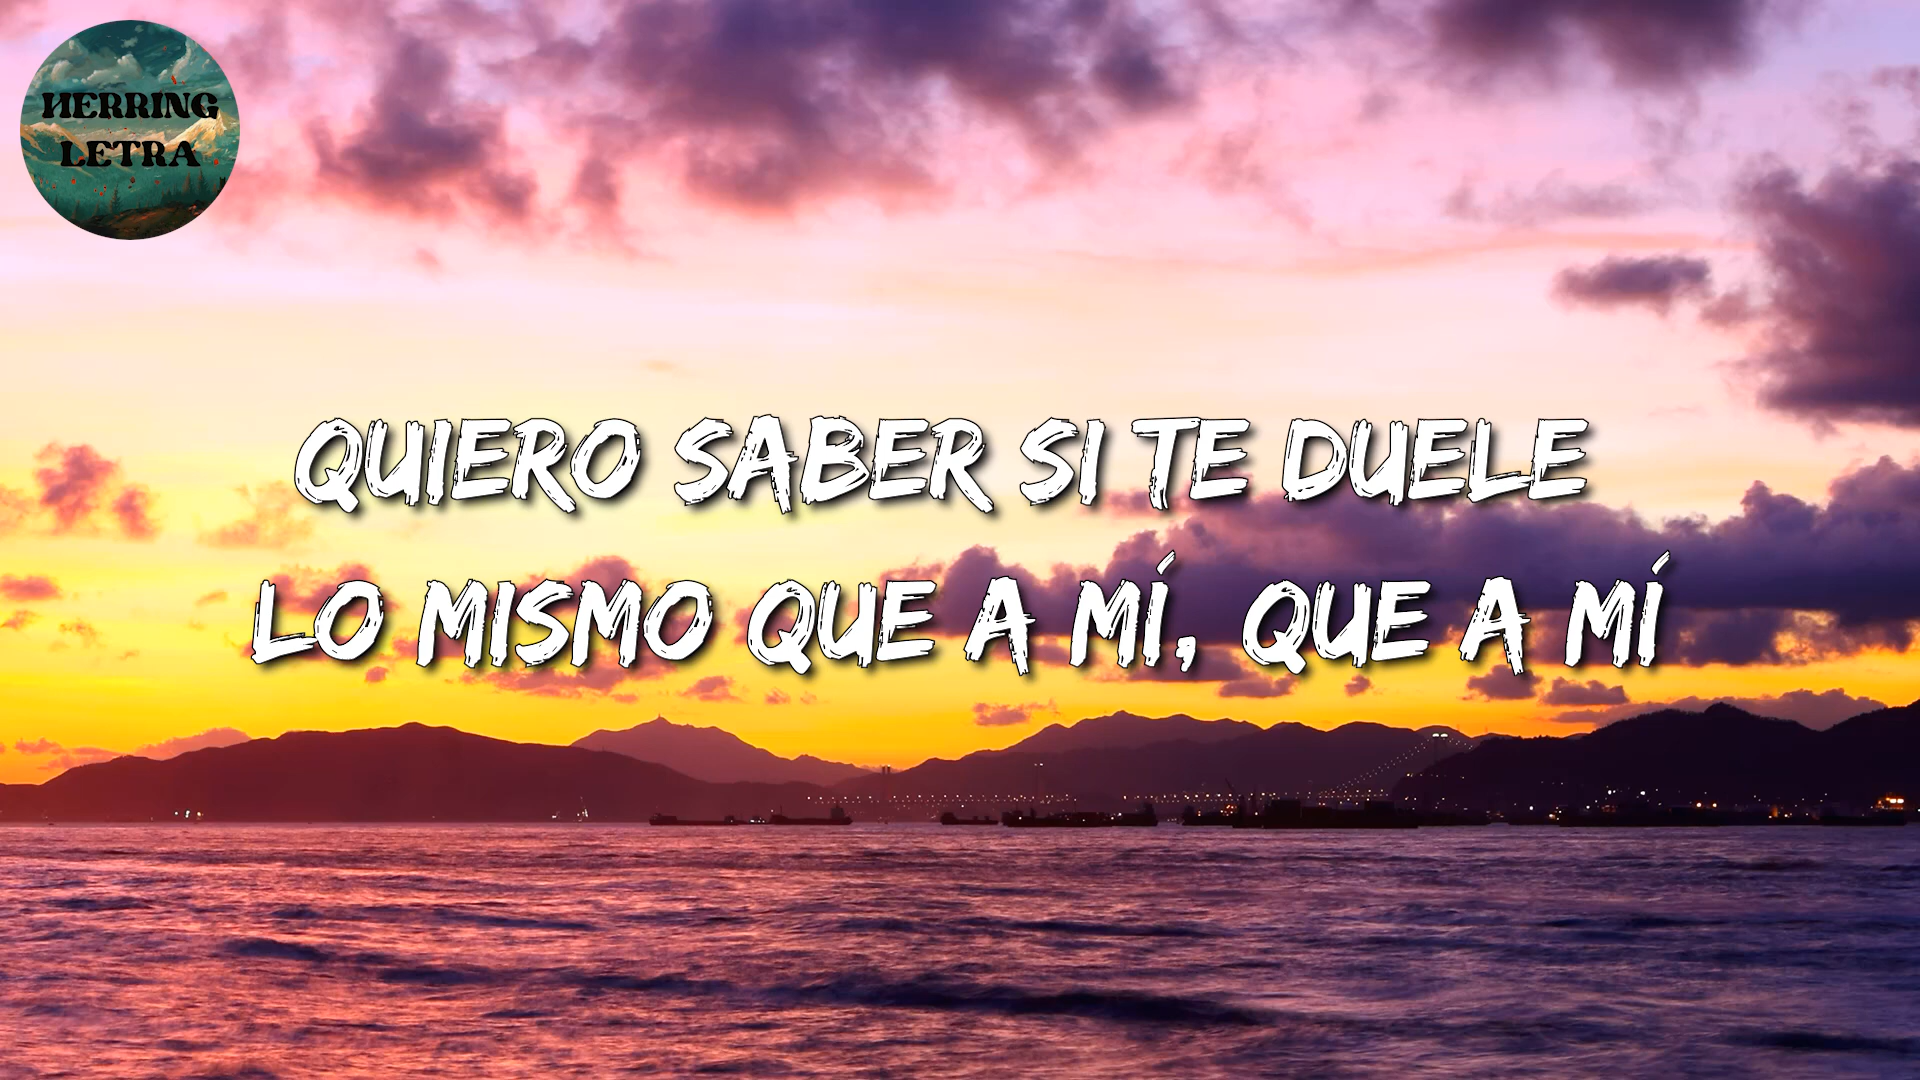 HERRING
LETRA
QUIERO SABER SI TE DUELE
LO MISMO QUE A MÍ, QUE A MÍ